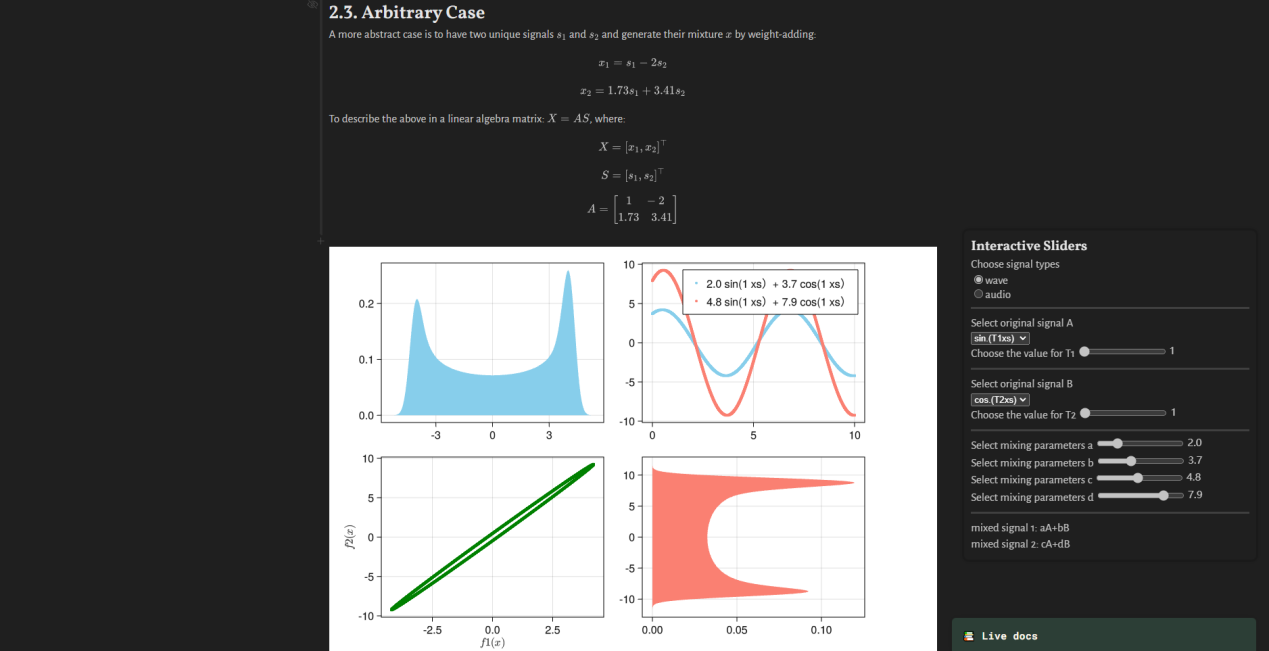 2.3. Arbitrary Case
A more abstract case is to have two unique signals s₁ and s₂ and generate their mixture x by weight-adding:
x₁ = s₁ − 2s₂
x₂ = 1.73s₁ + 3.41s₂
To describe the above in a linear algebra matrix: X = AS, where:
X = [x₁, x₂]⊤
S = [s₁, s₂]⊤
A = [1 −2
1.73 3.41]
0.2
0.1
0.0
-3 0 3
10
5
0
-5
-10
0 5 10
2.0 sin(1 xs) + 3.7 cos(1 xs)
4.8 sin(1 xs) + 7.9 cos(1 xs)
f2(x)
10
5
0
-5
-10
-2.5 0.0 2.5
f1(x)
10
5
0
-5
-10
0.00 0.05 0.10
Interactive Sliders
Choose signal types
wave
audio
Select original signal A
sin.(T1xs)
Choose the value for T1 1
Select original signal B
cos.(T2xs)
Choose the value for T2 1
Select mixing parameters a 2.0
Select mixing parameters b 3.7
Select mixing parameters c 4.8
Select mixing parameters d 7.9
mixed signal 1: aA+bB
mixed signal 2: cA+dB
Live docs